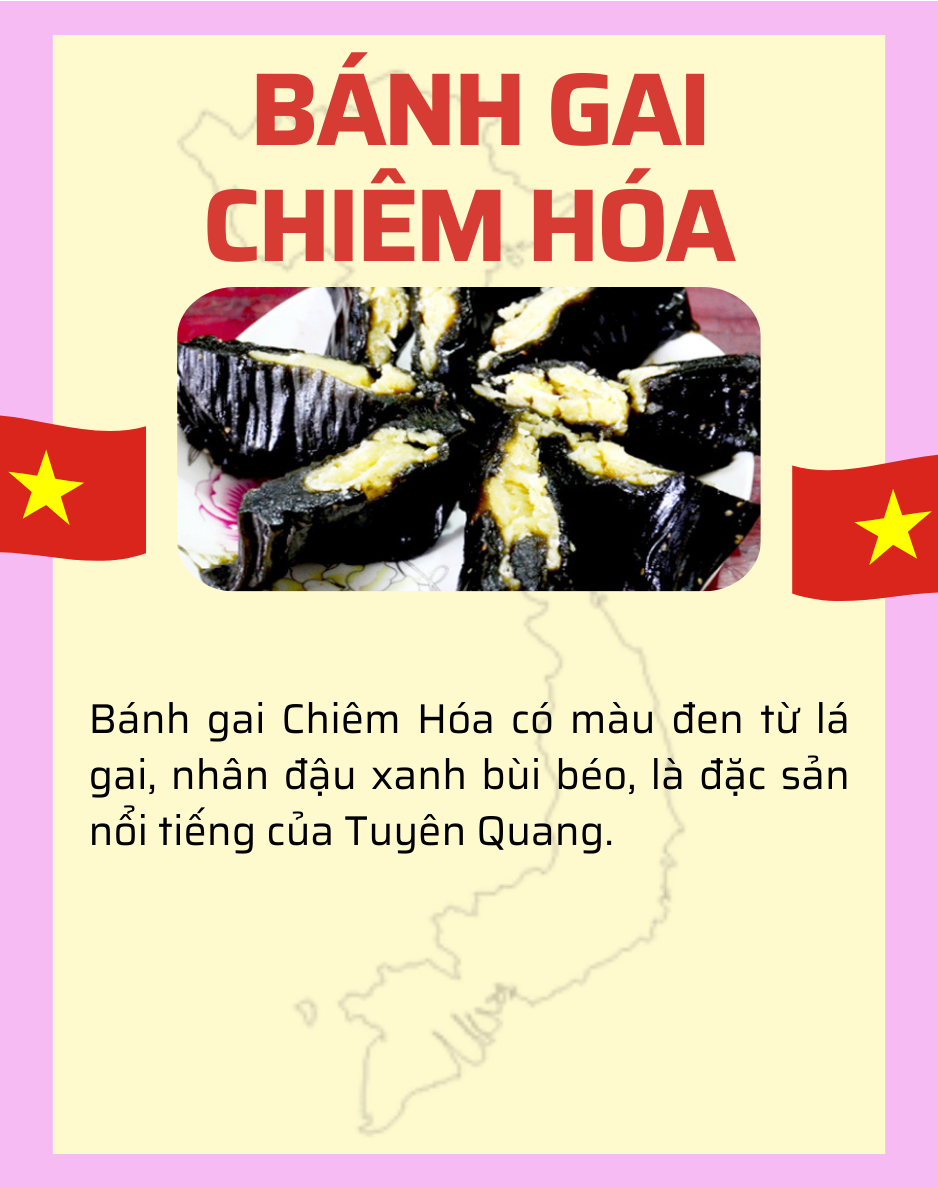 BÁNH GAI
CHIÊM HÓA
Bánh gai Chiêm Hóa có màu đen từ lá
gai, nhân đậu xanh bùi béo, là đặc sản
nổi tiếng của Tuyên Quang.